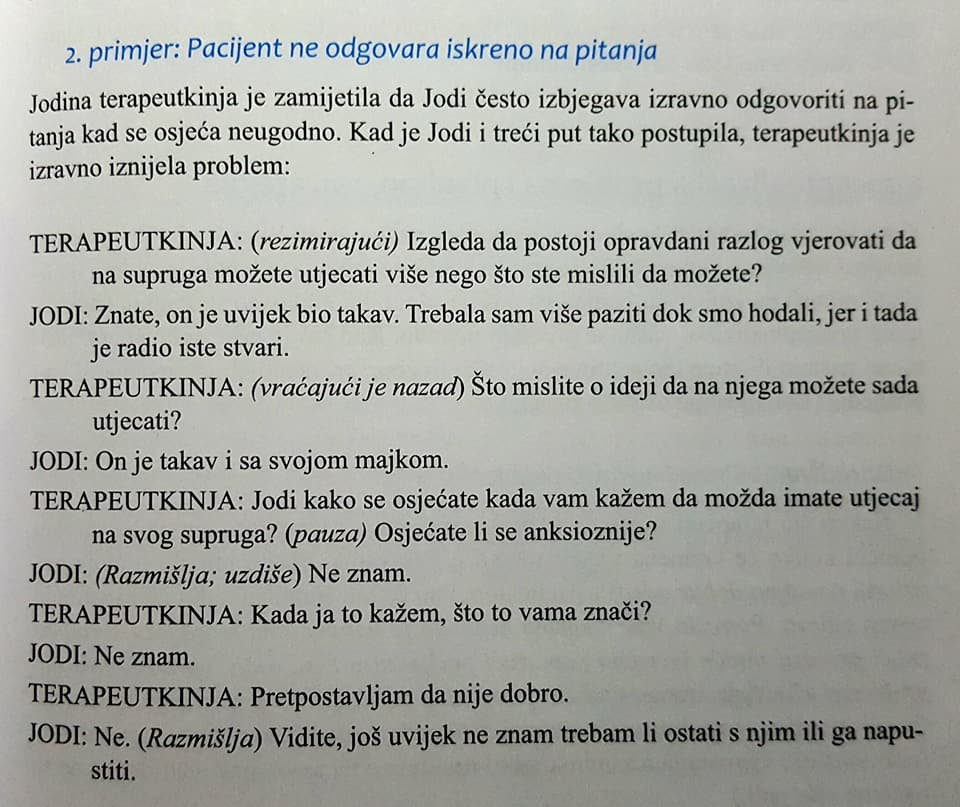 2. primjer: Pacijent ne odgovara iskreno na pitanja
Jodina terapeutkinja je zamijetila da Jodi često izbjegava izravno odgovoriti na pi-
tanja kad se osjeća neugodno. Kad je Jodi i treći put tako postupila, terapeutkinja je
izravno iznijela problem:
TERAPEUTKINJA: (rezimirajući) Izgleda da postoji opravdani razlog vjerovati da
na supruga možete utjecati više nego što ste mislili da možete?
JODI: Znate, on je uvijek bio takav. Trebala sam više paziti dok smo hodali, jer i tada
je radio iste stvari.
TERAPEUTKINJA: (vraćajući je nazad) Što mislite o ideji da na njega možete sada
utjecati?
JODI: On je takav i sa svojom majkom.
TERAPEUTKINJA: Jodi kako se osjećate kada vam kažem da možda imate utjecaj
na svog supruga? (pauza) Osjećate li se anksioznije?
JODI: (Razmišlja; uzdiše) Ne znam.
TERAPEUTKINJA: Kada ja to kažem, što to vama znači?
JODI: Ne znam.
TERAPEUTKINJA: Pretpostavljam da nije dobro.
JODI: Ne. (Razmišlja) Vidite, još uvijek ne znam trebam li ostati s njim ili ga napu-
stiti.